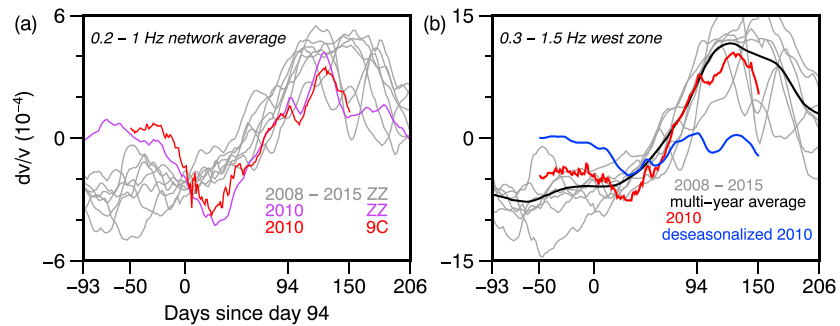 (a)
6
0.2 – 1 Hz network average
dv/v (10⁻⁴)
0
2008 – 2015 ZZ
2010 ZZ
2010 9C
−6
−93 −50 0 94 150 206
Days since day 94
(b)
15
0.3 – 1.5 Hz west zone
0
2008 – 2015
multi−year average
2010
deseasonalized 2010
−15
−93 −50 0 94 150 206